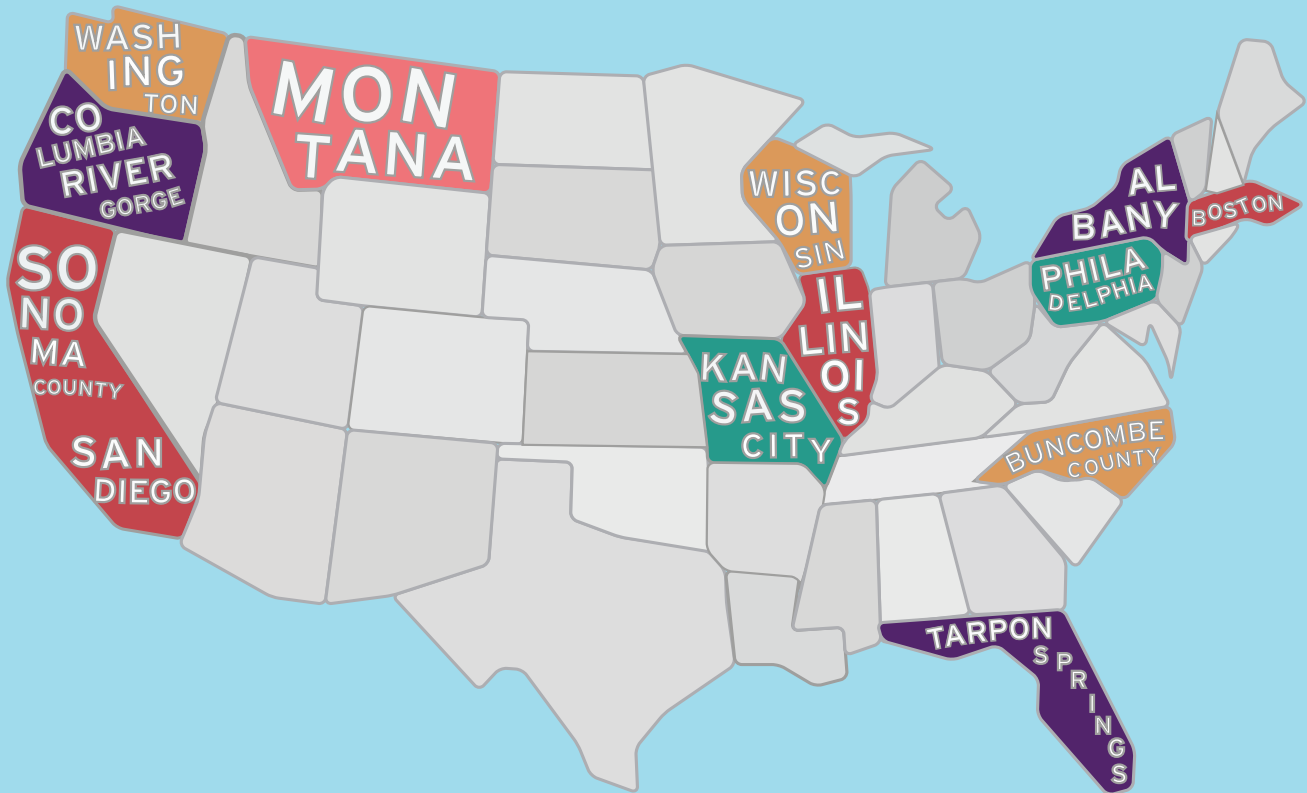 WASH
ING
TON
CO
LUMBIA
RIVER
GORGE
SO
NO
MA
COUNTY
SAN
DIEGO
MON
TANA
WISC
ON
SIN
IL
LIN
OI
S
KAN
SAS
CITY
AL
BANY
BOSTON
PHILA
DELPHIA
BUNCOMBE
COUNTY
TARPON
SPRINGS